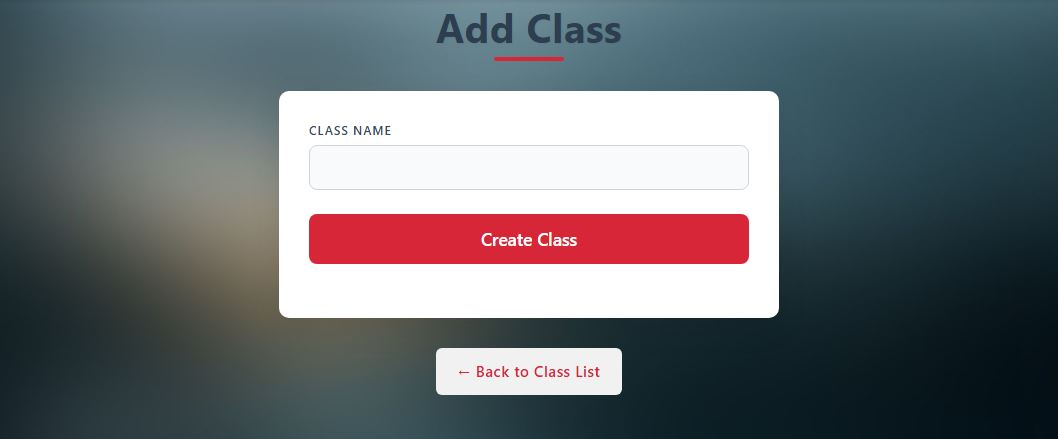 Add Class
CLASS NAME
Create Class
← Back to Class List